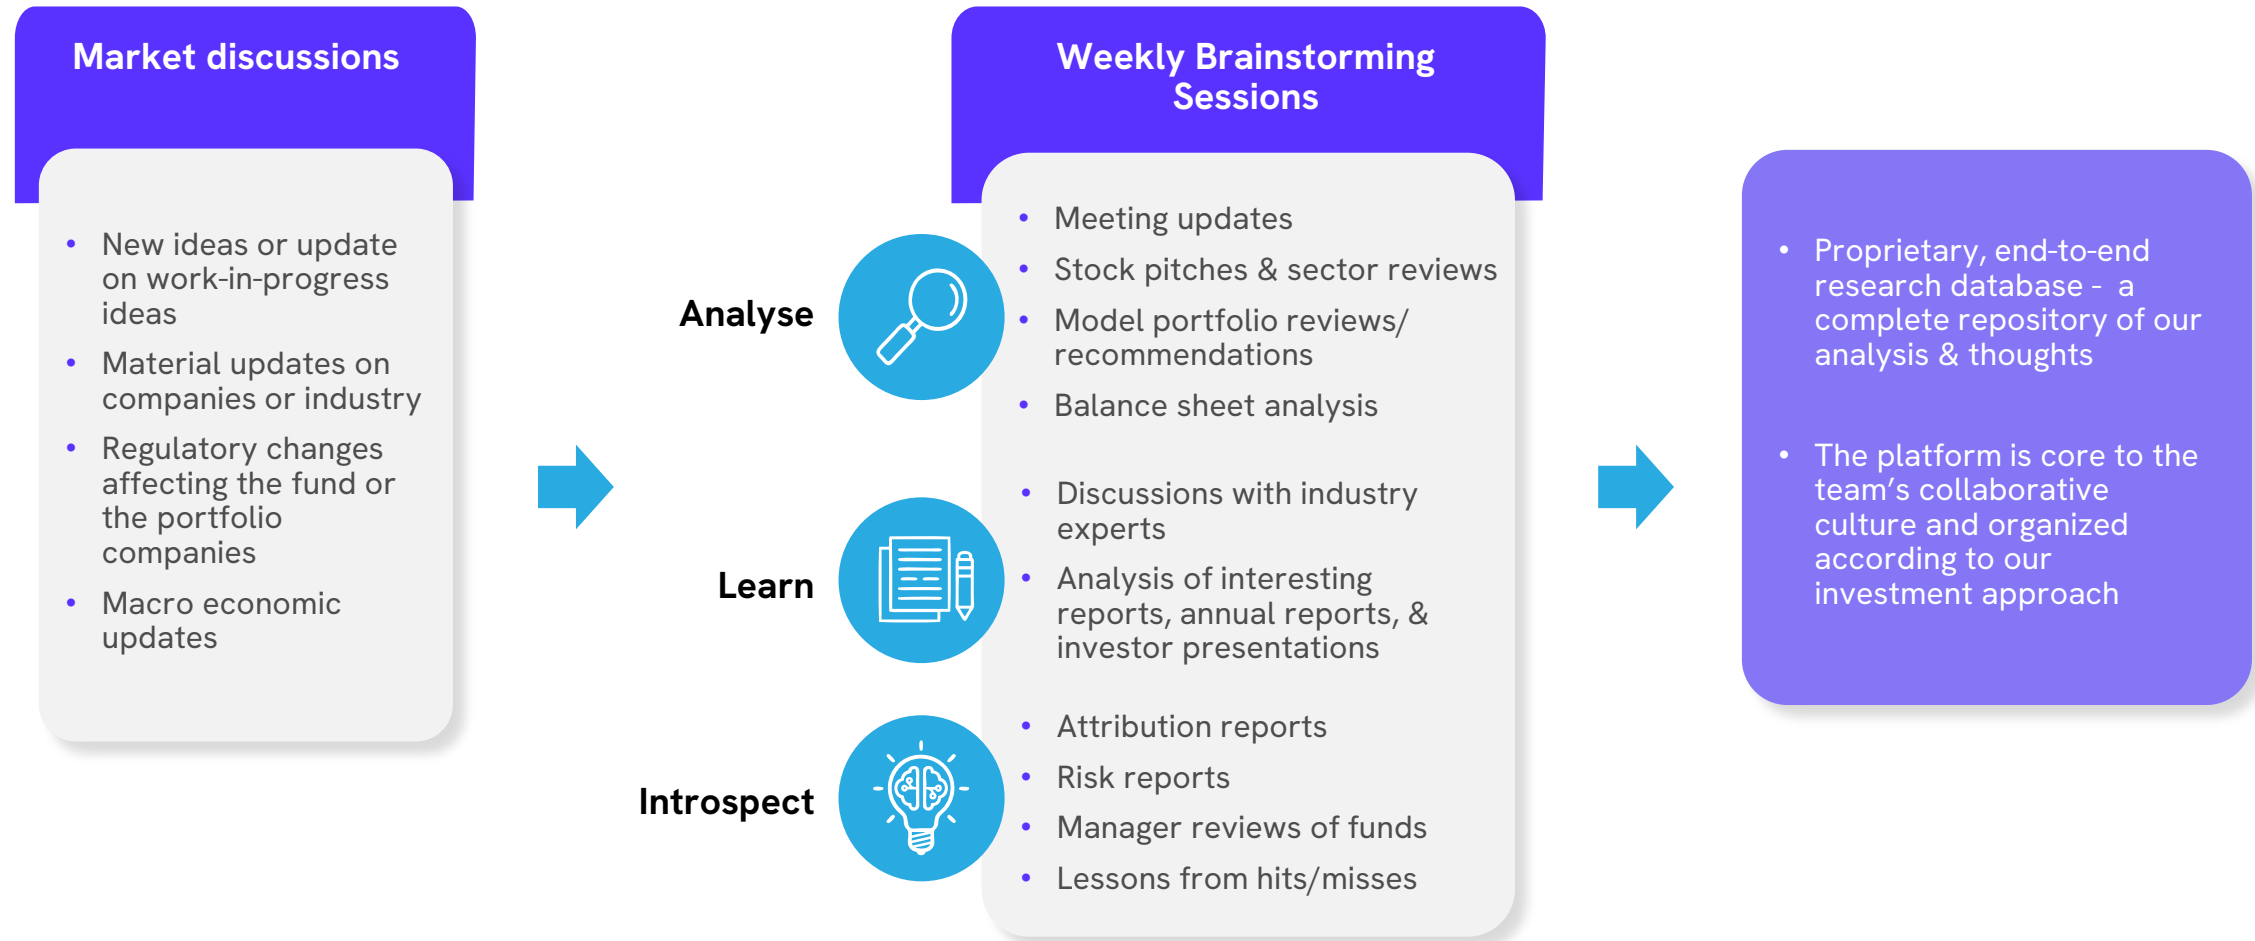 Market discussions
• New ideas or update
on work-in-progress
ideas
• Material updates on
companies or industry
• Regulatory changes
affecting the fund or
the portfolio
companies
• Macro economic
updates
Weekly Brainstorming
Sessions
Analyse
• Meeting updates
• Stock pitches & sector reviews
• Model portfolio reviews/
recommendations
• Balance sheet analysis
Learn
• Discussions with industry
experts
• Analysis of interesting
reports, annual reports, &
investor presentations
Introspect
• Attribution reports
• Risk reports
• Manager reviews of funds
• Lessons from hits/misses
• Proprietary, end-to-end
research database - a
complete repository of our
analysis & thoughts
• The platform is core to the
team’s collaborative
culture and organized
according to our
investment approach